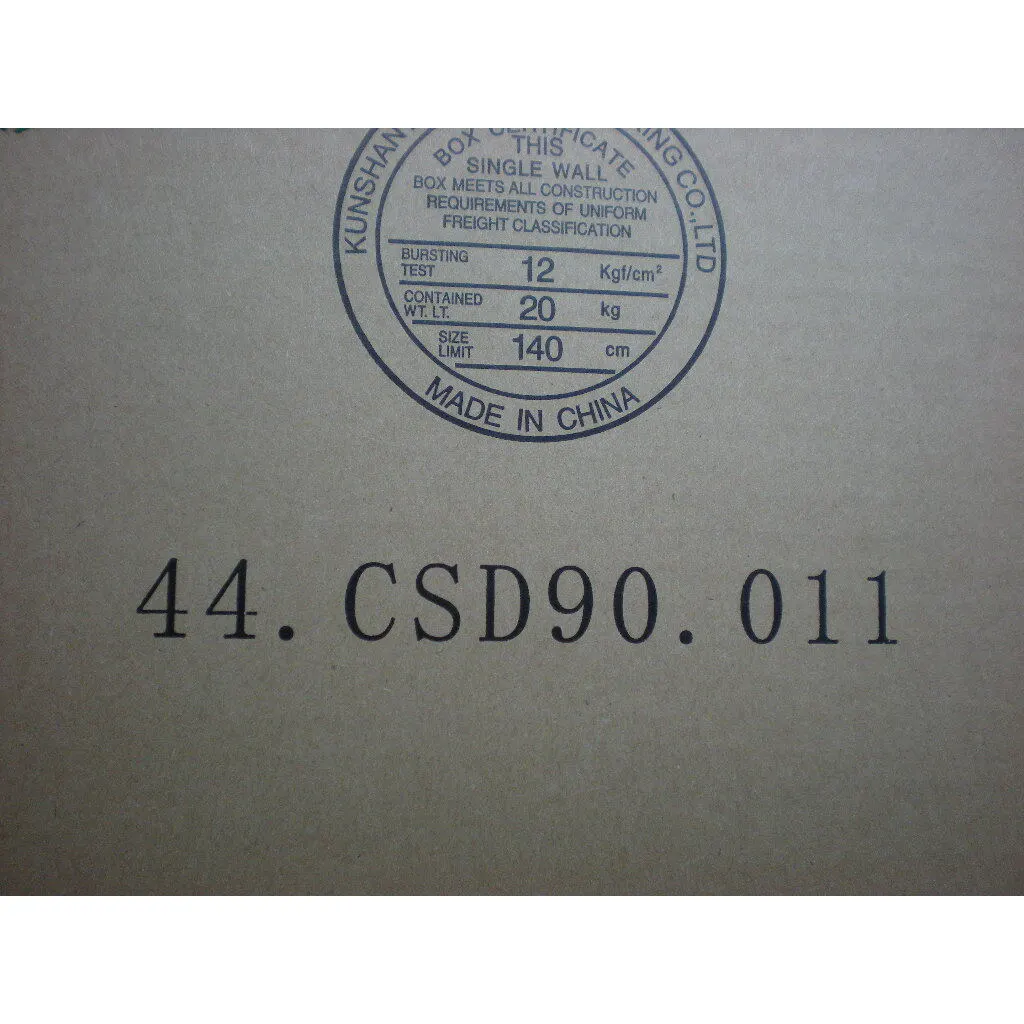 KUNSHAN CO.,LTD
BOX CERTIFICATE
THIS
SINGLE WALL
BOX MEETS ALL CONSTRUCTION
REQUIREMENTS OF UNIFORM
FREIGHT CLASSIFICATION
BURSTING TEST 12 Kgf/cm²
CONTAINED WT. LT. 20 kg
SIZE LIMIT 140 cm
MADE IN CHINA
44.CSD90.011